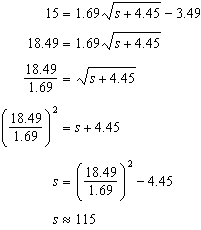 15 = 1.69√(s + 4.45) − 3.49
18.49 = 1.69√(s + 4.45)
18.49/1.69 = √(s + 4.45)
(18.49/1.69)² = s + 4.45
s = (18.49/1.69)² − 4.45
s ≈ 115